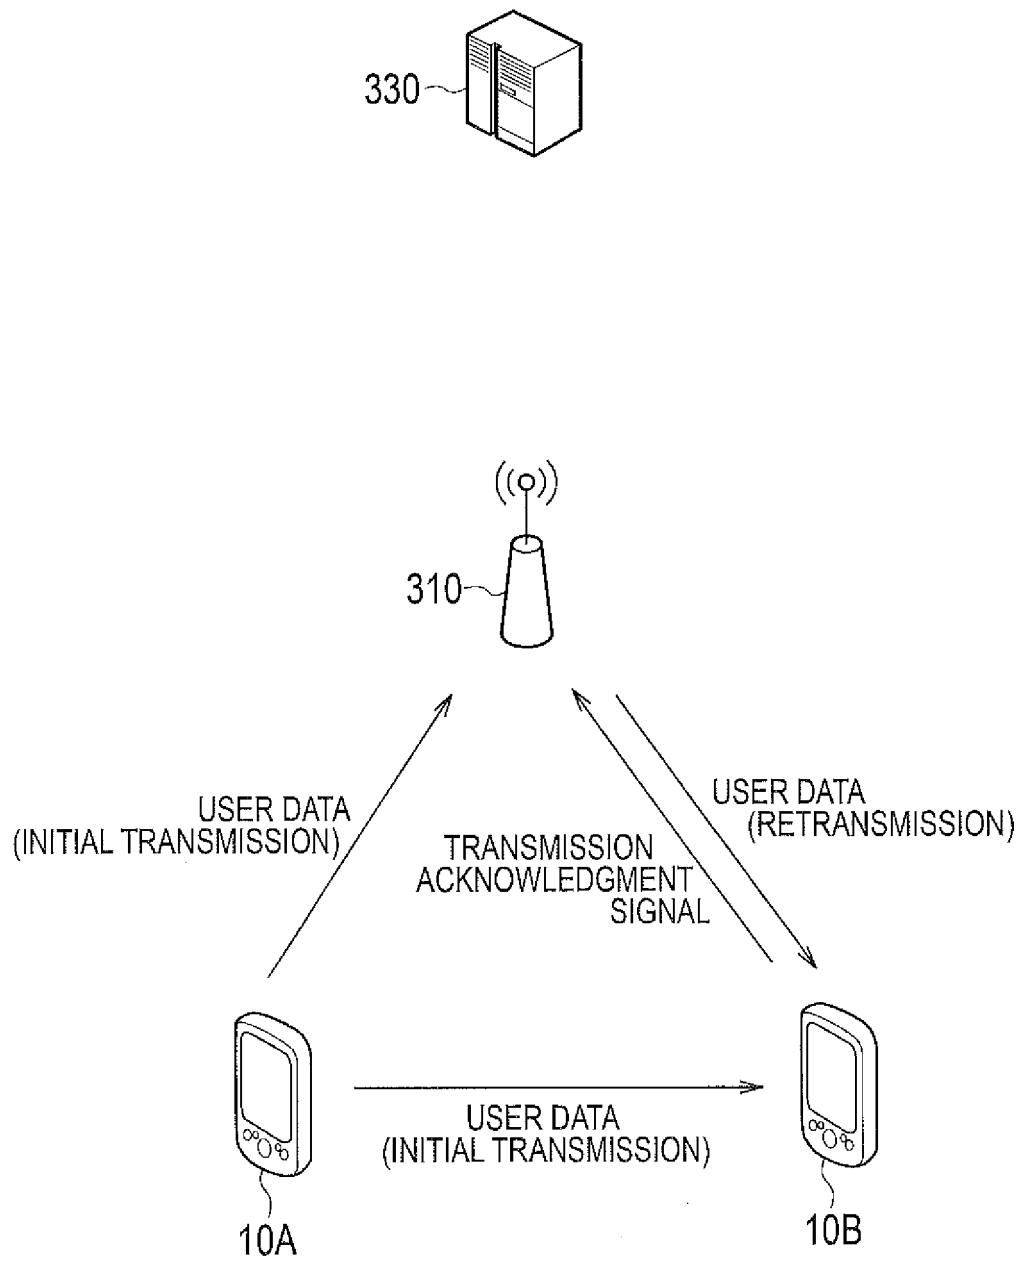 330
310
USER DATA
(INITIAL TRANSMISSION)
USER DATA
(RETRANSMISSION)
TRANSMISSION
ACKNOWLEDGMENT
SIGNAL
USER DATA
(INITIAL TRANSMISSION)
10A
10B